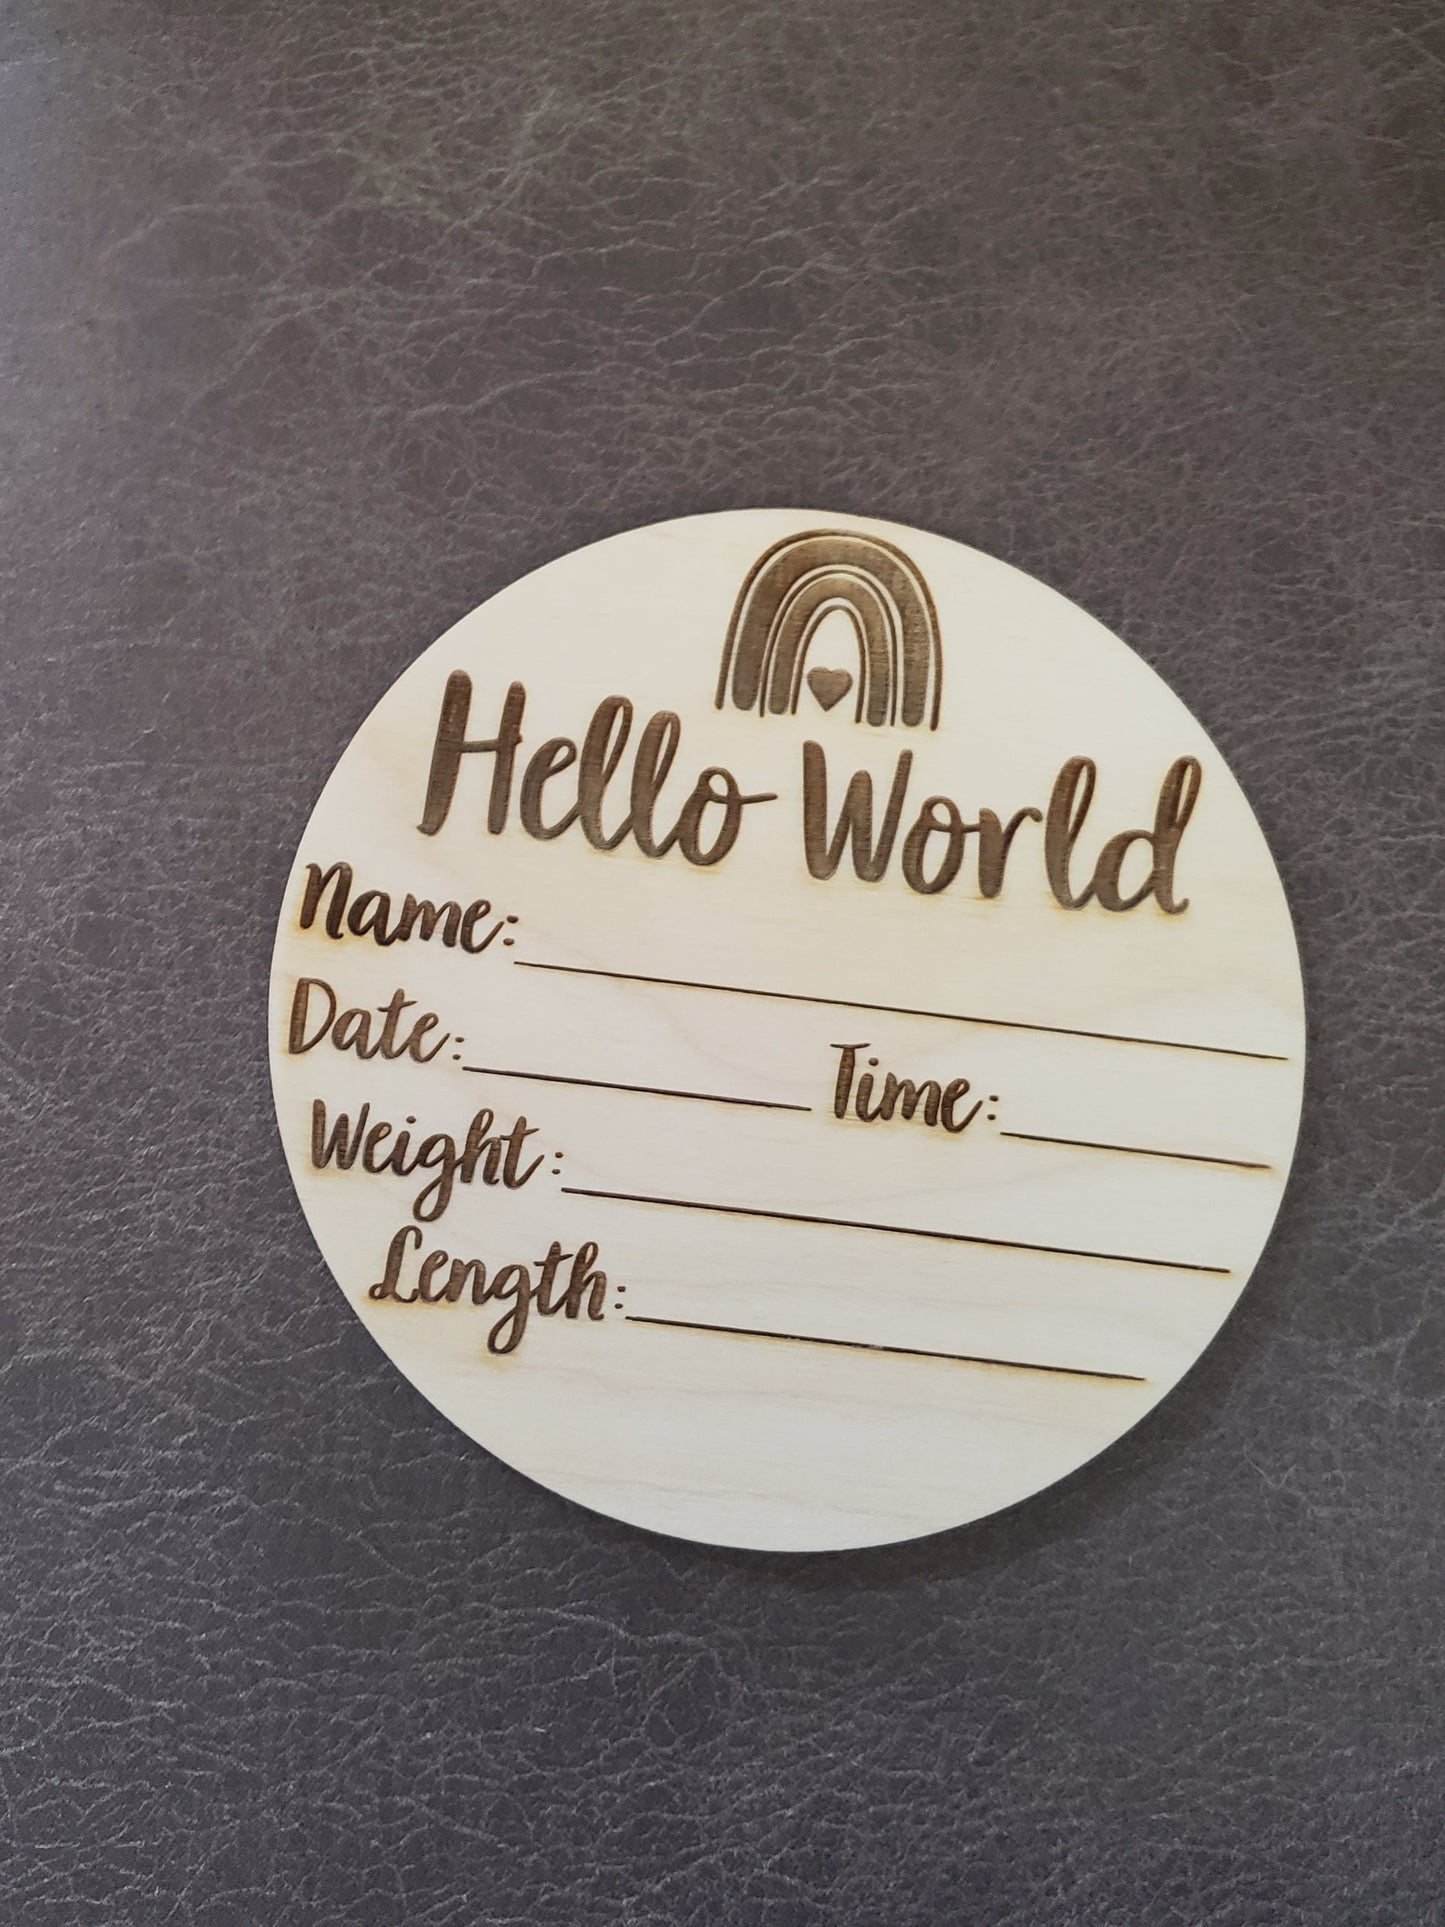 Hello World
Name:
Date: Time:
Weight:
Length: